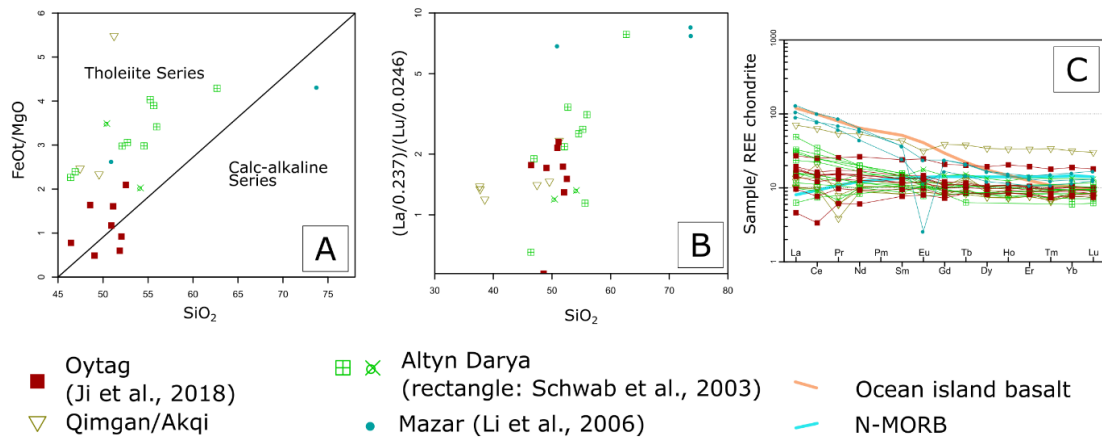 FeOt/MgO
6
5
4
3
2
1
0
Tholeiite Series
Calc-alkaline
Series
A
45 50 55 60 65 70 75
SiO2
(La/0.237)/(Lu/0.0246)
10
5
2
1
B
30 40 50 60 70 80
SiO2
Sample/ REE chondrite
1000
100
10
1
C
La Pr Pm Eu Tb Ho Tm Lu
Ce Nd Sm Gd Dy Er Yb
Oytag
(Ji et al., 2018)
Qimgan/Akqi
Altyn Darya
(rectangle: Schwab et al., 2003)
Mazar (Li et al., 2006)
Ocean island basalt
N-MORB